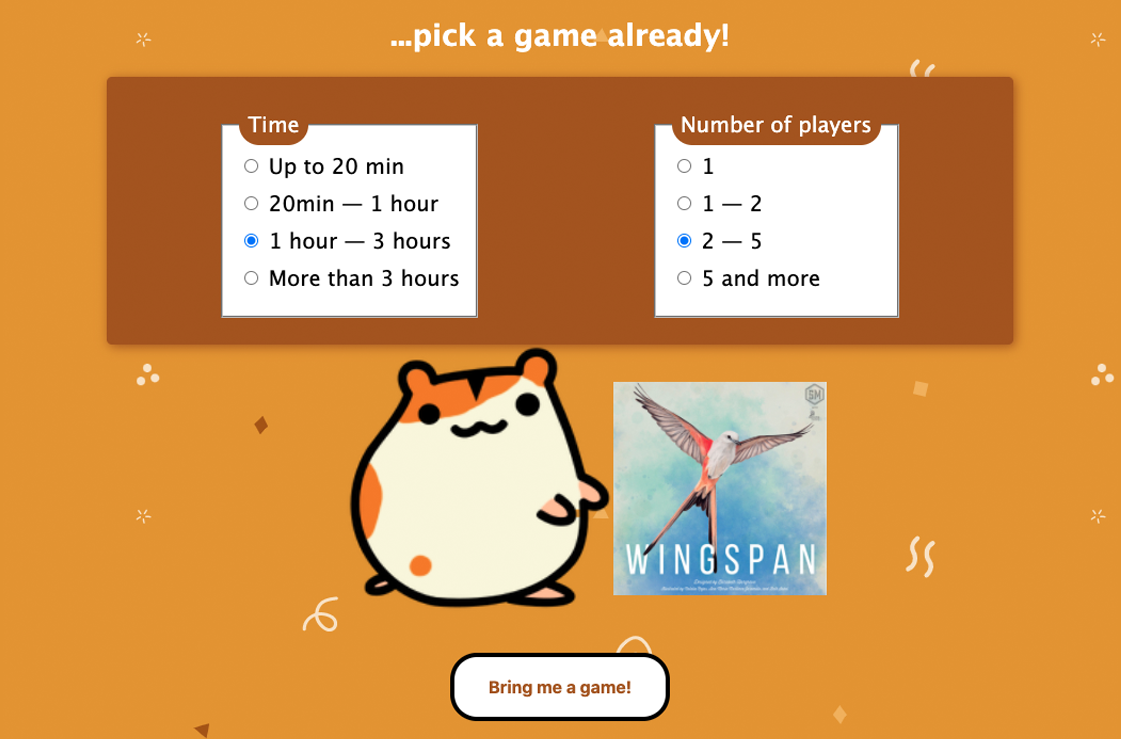 ...pick a game already!
Time
Up to 20 min
20min — 1 hour
1 hour — 3 hours
More than 3 hours
Number of players
1
1 — 2
2 — 5
5 and more
WINGSPAN
Bring me a game!